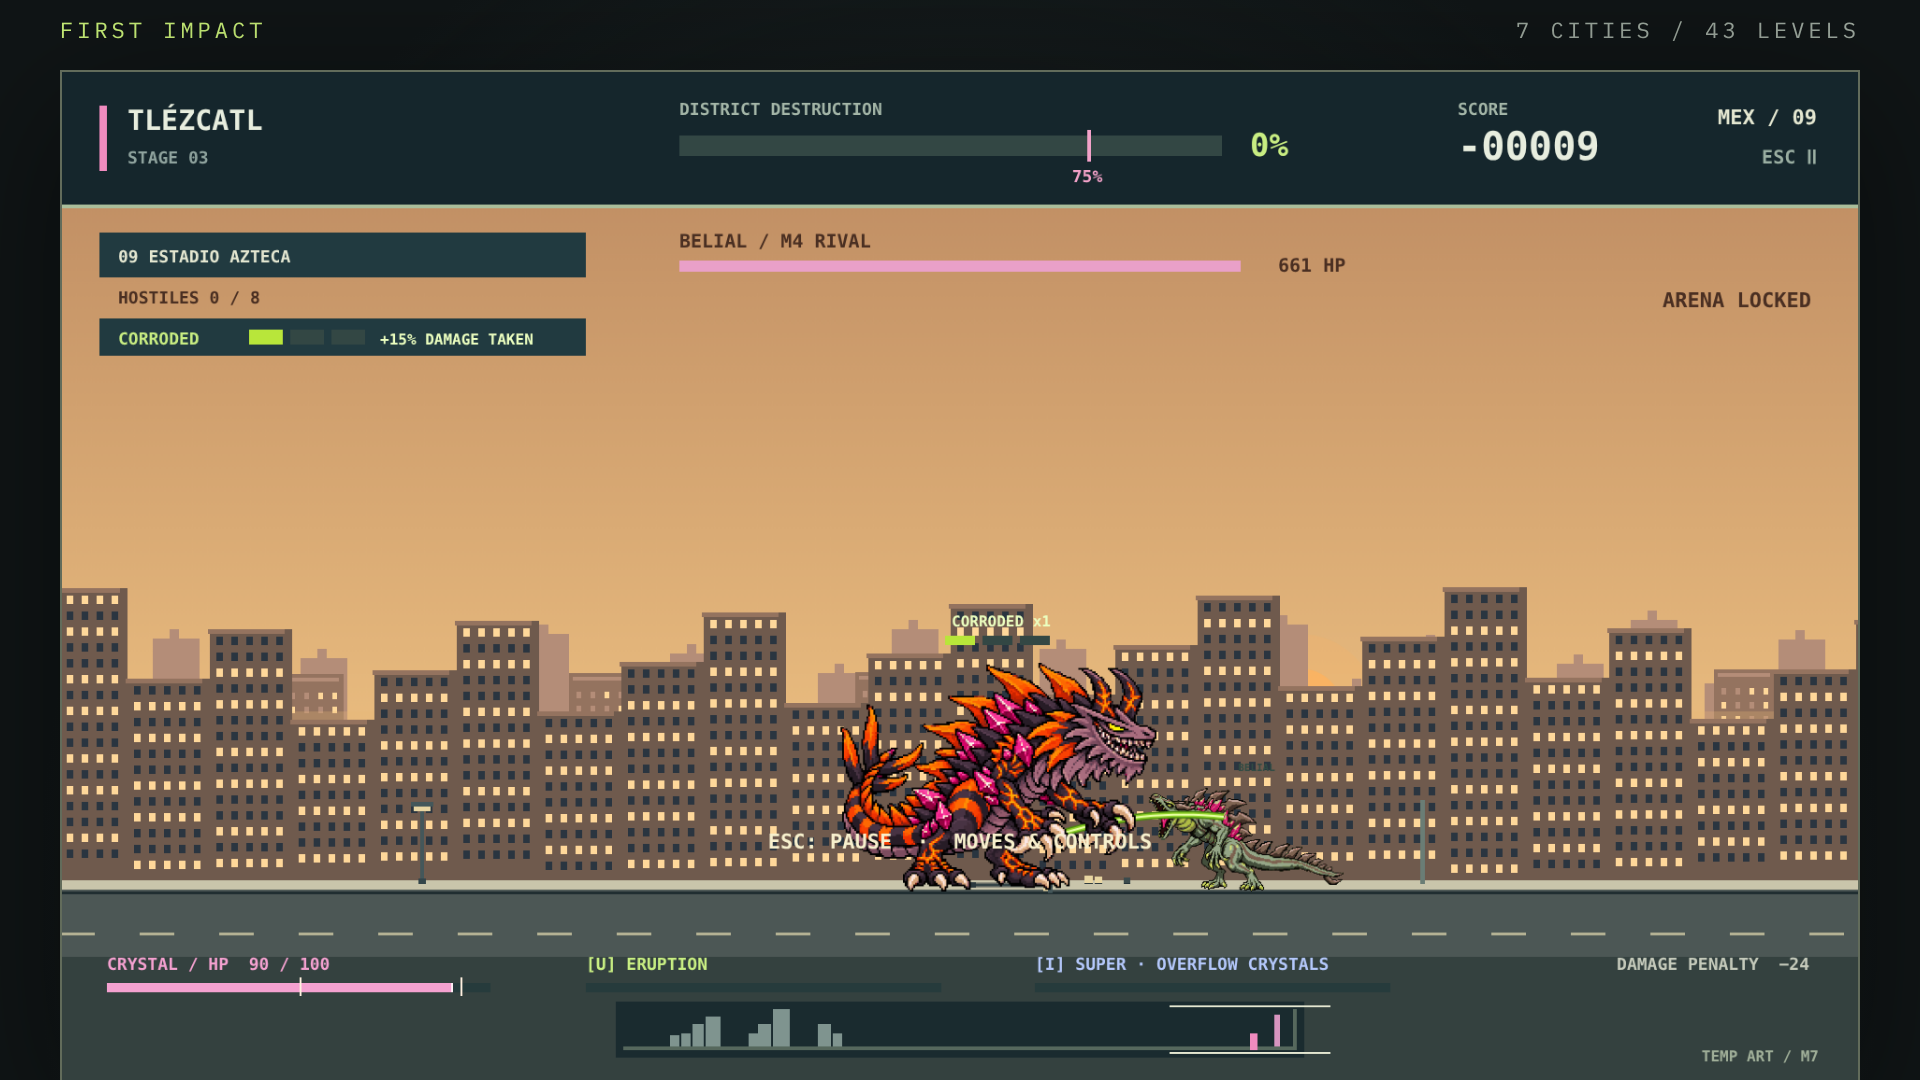 FIRST IMPACT
7 CITIES / 43 LEVELS
TLÉZCATL
STAGE 03
DISTRICT DESTRUCTION
0%
75%
SCORE
-00009
MEX / 09
ESC II
09 ESTADIO AZTECA
HOSTILES 0 / 8
CORRODED +15% DAMAGE TAKEN
BELIAL / M4 RIVAL
661 HP
ARENA LOCKED
CORRODED x1
ESC: PAUSE · MOVES & CONTROLS
CRYSTAL / HP 90 / 100
[U] ERUPTION
[I] SUPER · OVERFLOW CRYSTALS
DAMAGE PENALTY −24
TEMP ART / M7